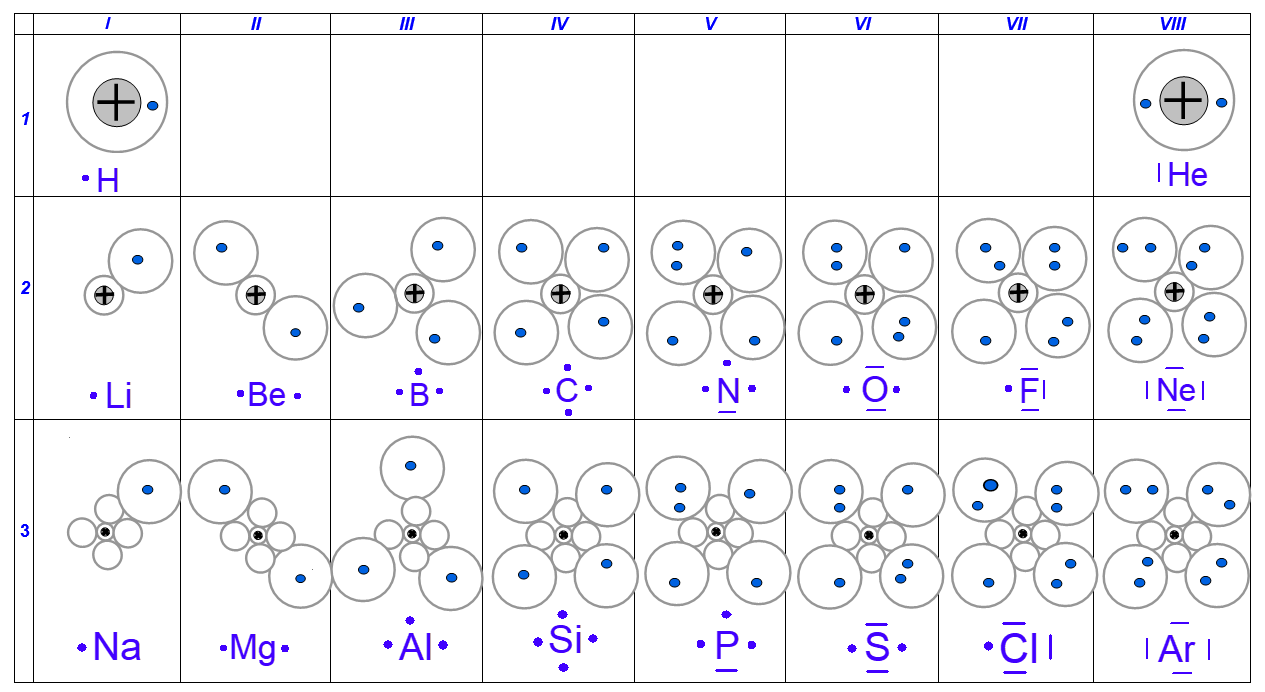 I II III IV V VI VII VIII
1
H He
2
Li Be B C N O F Ne
3
Na Mg Al Si P S Cl Ar